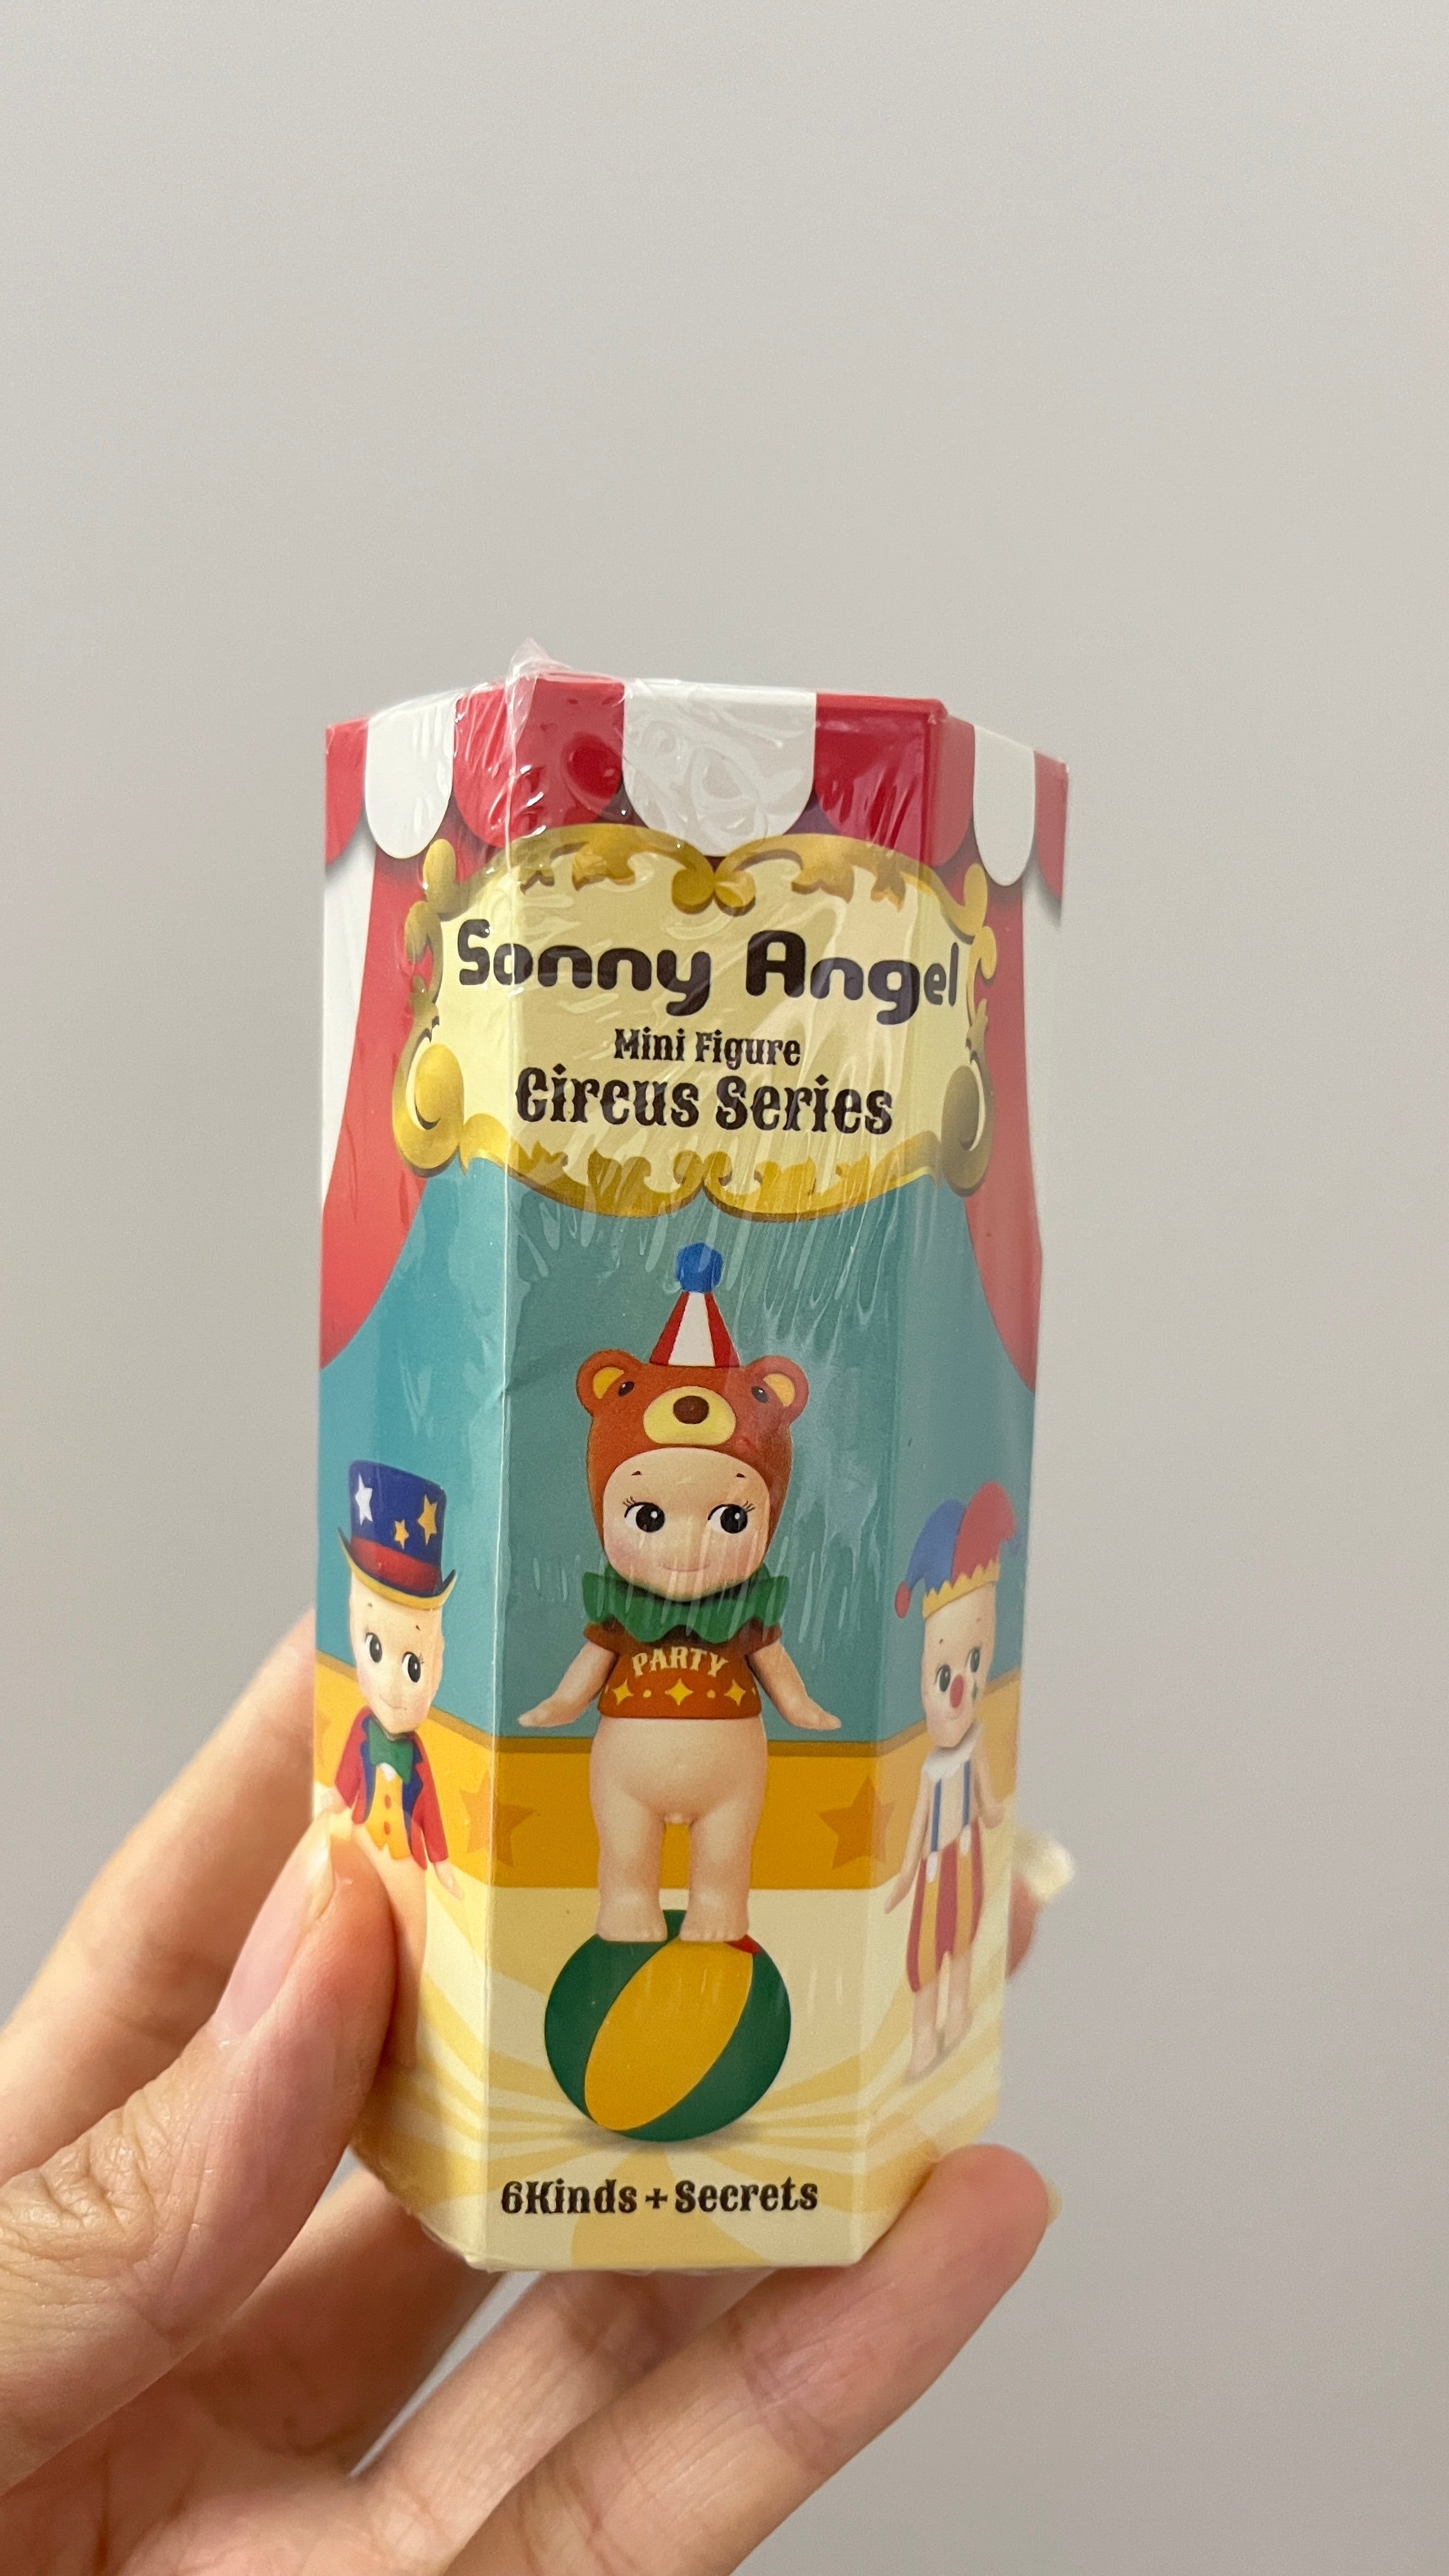 Sonny Angel
Mini Figure
Circus Series
PARTY
6Kinds + Secrets